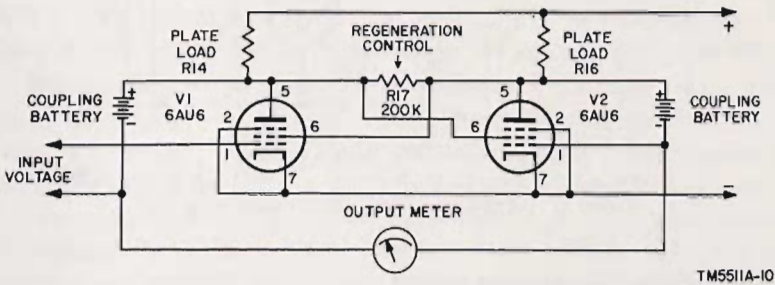 PLATE
LOAD
R14
REGENERATION
CONTROL
PLATE
LOAD
R16
+
R17
200K
COUPLING
BATTERY
+
−
V1
6AU6
5
2
1
6
7
V2
6AU6
5
6
2
1
7
+
−
COUPLING
BATTERY
INPUT
VOLTAGE
−
OUTPUT METER
TM5511A-10